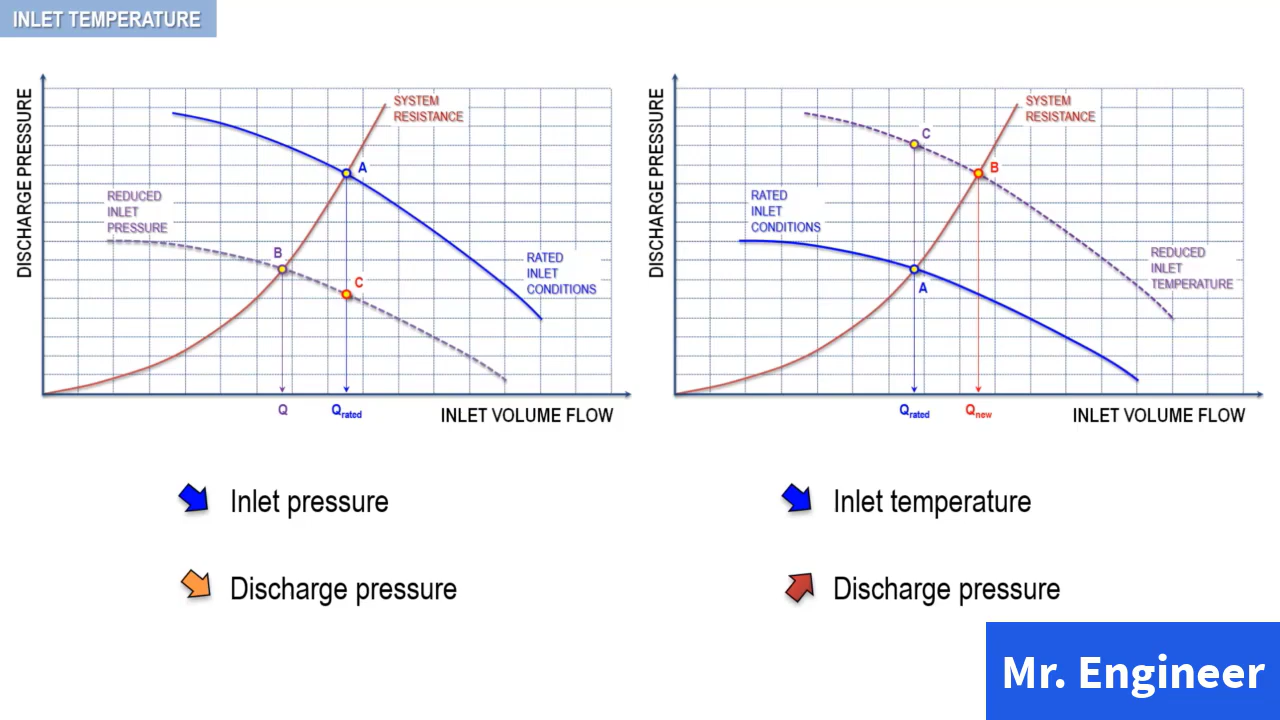 INLET TEMPERATURE
DISCHARGE PRESSURE
SYSTEM
RESISTANCE
A
REDUCED
INLET
PRESSURE
B
C
RATED
INLET
CONDITIONS
Q
Qrated
INLET VOLUME FLOW
DISCHARGE PRESSURE
SYSTEM
RESISTANCE
C
B
RATED
INLET
CONDITIONS
A
REDUCED
INLET
TEMPERATURE
Qrated
Qnew
INLET VOLUME FLOW
Inlet pressure
Discharge pressure
Inlet temperature
Discharge pressure
Mr. Engineer